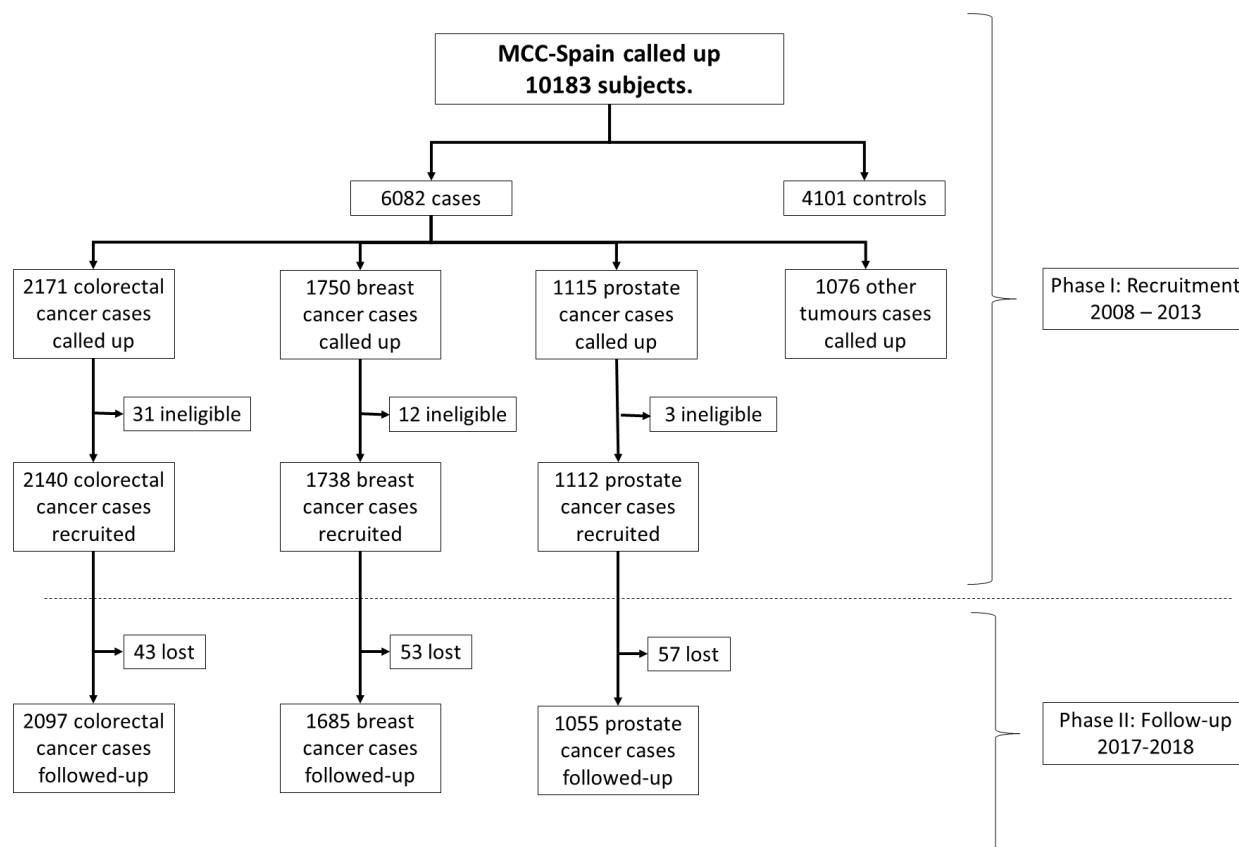 MCC-Spain called up
10183 subjects.
6082 cases
4101 controls
2171 colorectal
cancer cases
called up
1750 breast
cancer cases
called up
1115 prostate
cancer cases
called up
1076 other
tumours cases
called up
Phase I: Recruitment
2008 – 2013
31 ineligible
12 ineligible
3 ineligible
2140 colorectal
cancer cases
recruited
1738 breast
cancer cases
recruited
1112 prostate
cancer cases
recruited
43 lost
53 lost
57 lost
2097 colorectal
cancer cases
followed-up
1685 breast
cancer cases
followed-up
1055 prostate
cancer cases
followed-up
Phase II: Follow-up
2017-2018